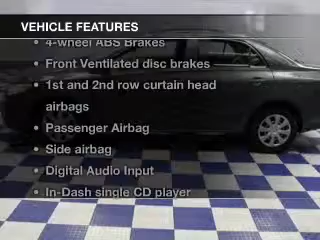 VEHICLE FEATURES
• 4-wheel ABS Brakes
• Front Ventilated disc brakes
• 1st and 2nd row curtain head
airbags
• Passenger Airbag
• Side airbag
• Digital Audio Input
• In-Dash single CD player